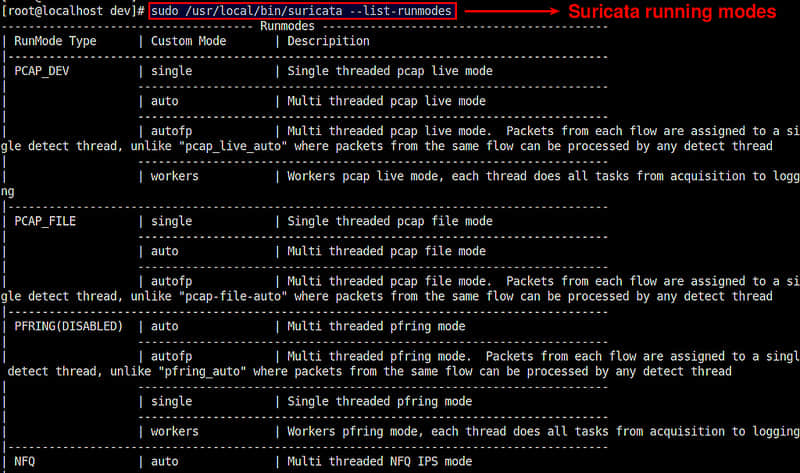 [root@localhost dev]# sudo /usr/local/bin/suricata --list-runmodes Suricata running modes
------------------------------------- Runmodes -------------------------------------------
| RunMode Type | Custom Mode | Descripition
|----------------------------------------------------------------------------------------
| PCAP_DEV | single | Single threaded pcap live mode
| ---------------------------------------------------------------------
| | auto | Multi threaded pcap live mode
| ---------------------------------------------------------------------
| | autofp | Multi threaded pcap live mode.  Packets from each flow are assigned to a si
gle detect thread, unlike "pcap_live_auto" where packets from the same flow can be processed by any detect thread
| ---------------------------------------------------------------------
| | workers | Workers pcap live mode, each thread does all tasks from acquisition to logg
ng
|----------------------------------------------------------------------------------------
| PCAP_FILE | single | Single threaded pcap file mode
| ---------------------------------------------------------------------
| | auto | Multi threaded pcap file mode
| ---------------------------------------------------------------------
| | autofp | Multi threaded pcap file mode.  Packets from each flow are assigned to a si
gle detect thread, unlike "pcap-file-auto" where packets from the same flow can be processed by any detect thread
|----------------------------------------------------------------------------------------
| PFRING(DISABLED) | auto | Multi threaded pfring mode
| ---------------------------------------------------------------------
| | autofp | Multi threaded pfring mode.  Packets from each flow are assigned to a singl
 detect thread, unlike "pfring_auto" where packets from the same flow can be processed by any detect thread
| ---------------------------------------------------------------------
| | single | Single threaded pfring mode
| ---------------------------------------------------------------------
| | workers | Workers pfring mode, each thread does all tasks from acquisition to logging
|----------------------------------------------------------------------------------------
| NFQ | auto | Multi threaded NFQ IPS mode